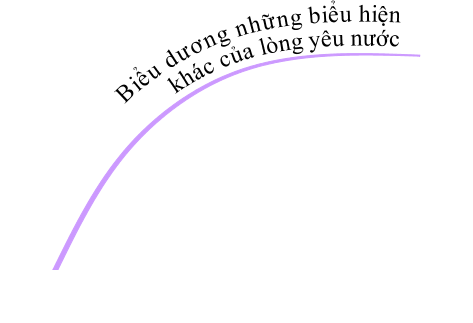 Biểu dương những biểu hiện
khác của lòng yêu nước